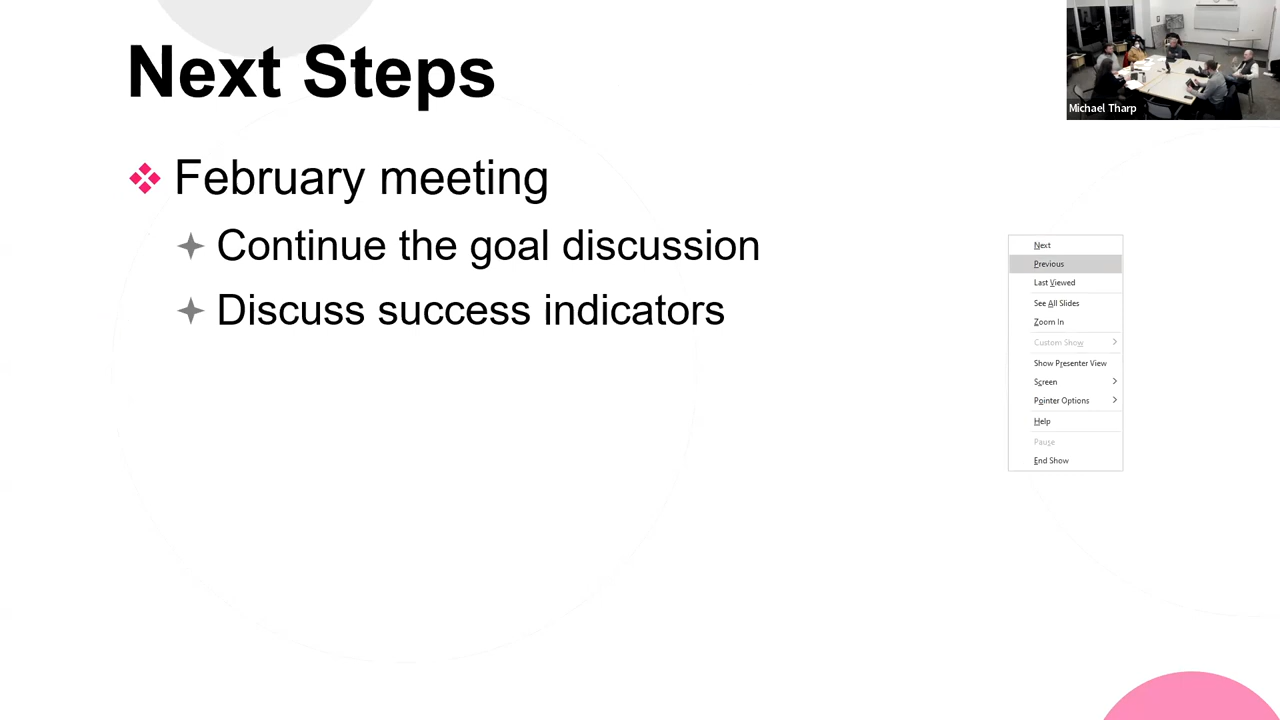 Next Steps
Michael Tharp
February meeting
Continue the goal discussion
Discuss success indicators
Next
Previous
Last Viewed
See All Slides
Zoom In
Custom Show
Show Presenter View
Screen
Pointer Options
Help
Pause
End Show